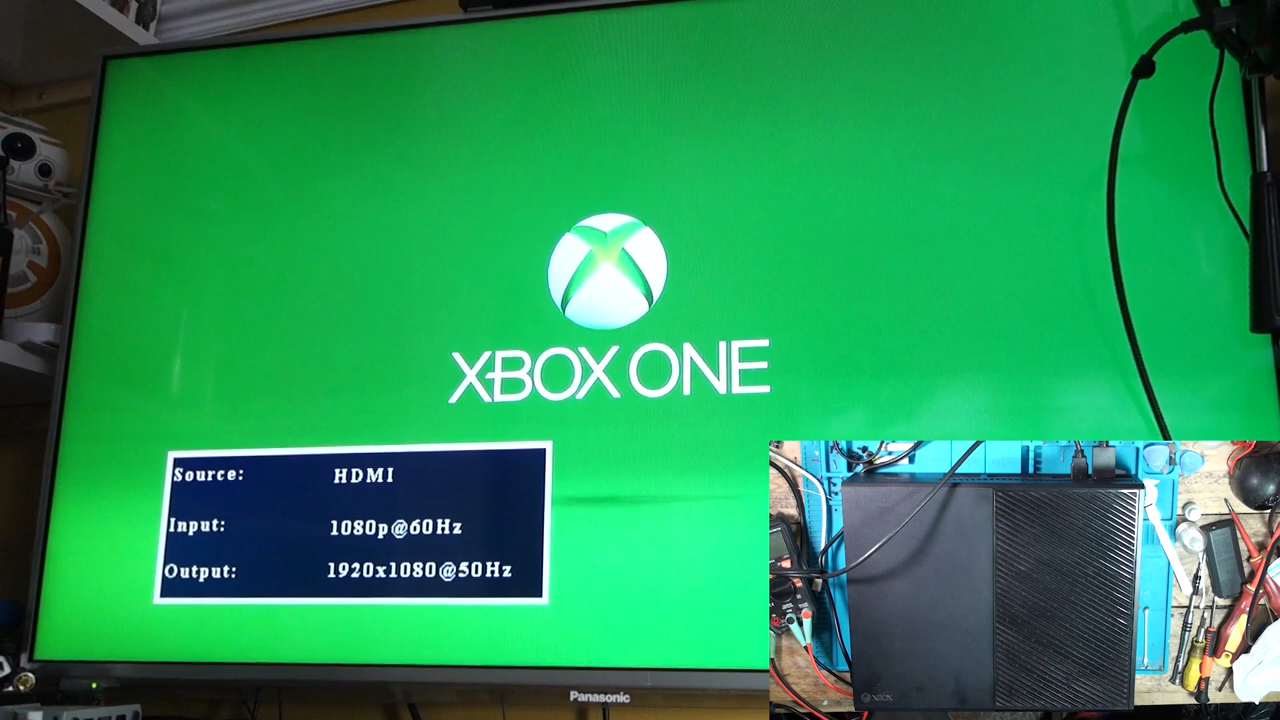 XBOX ONE
Source: HDMI
Input: 1080p@60Hz
Output: 1920x1080@50Hz
Panasonic
XBOX